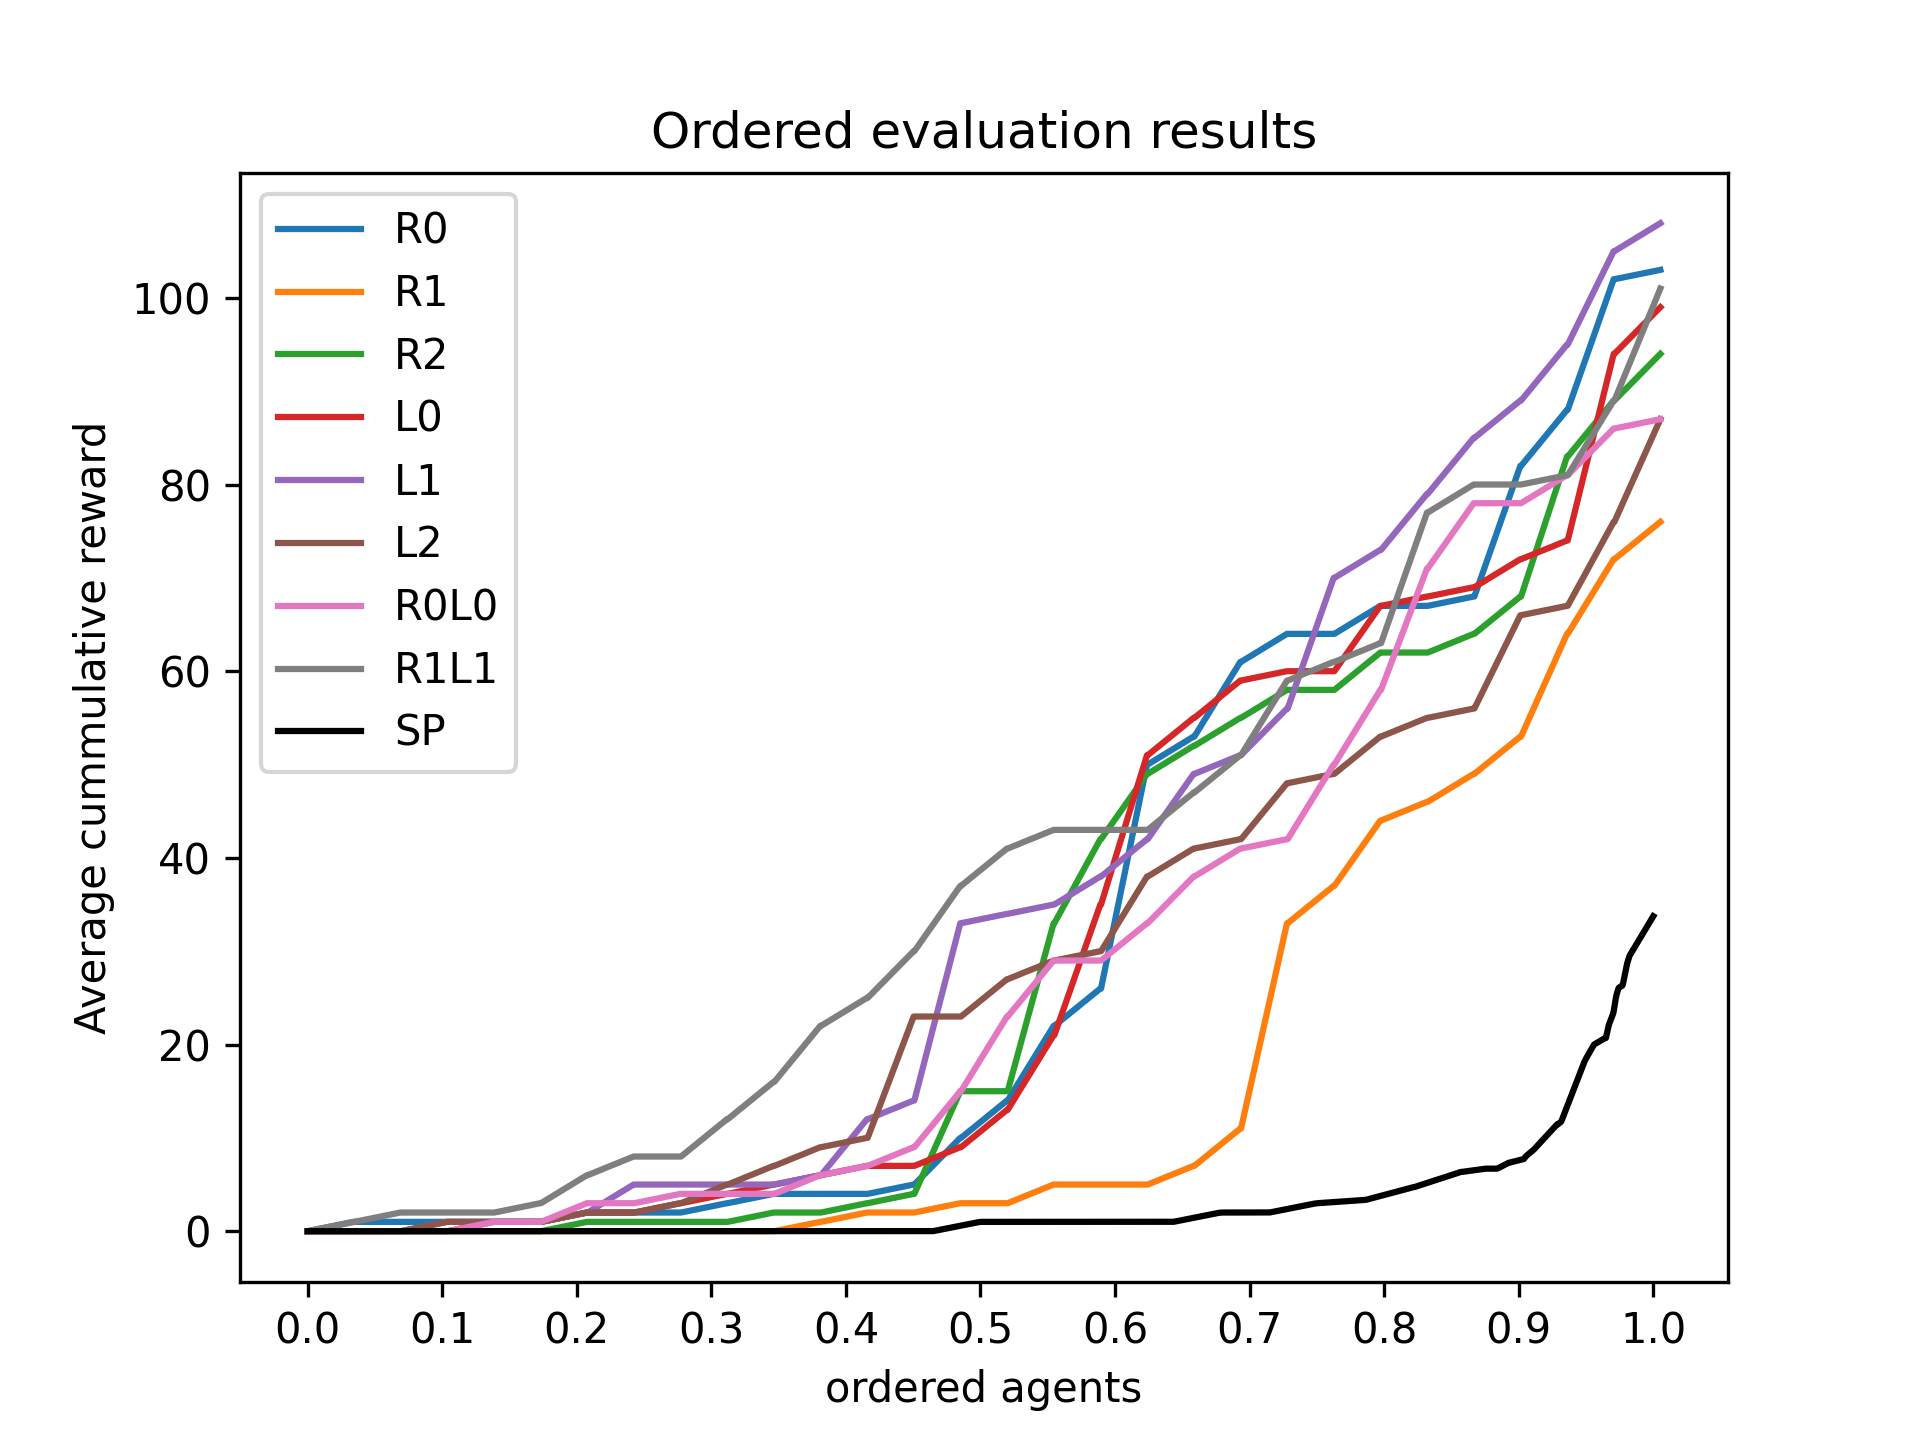 Ordered evaluation results
R0
R1
R2
L0
L1
L2
R0L0
R1L1
SP
Average cummulative reward
100
80
60
40
20
0
0.0 0.1 0.2 0.3 0.4 0.5 0.6 0.7 0.8 0.9 1.0
ordered agents